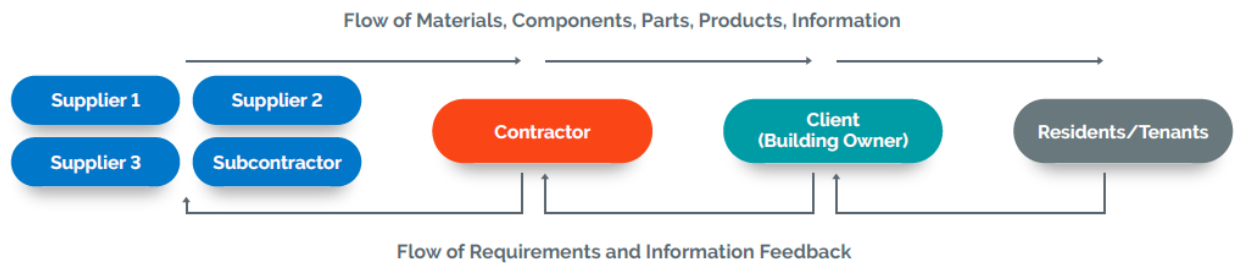 Flow of Materials, Components, Parts, Products, Information
Supplier 1
Supplier 2
Supplier 3
Subcontractor
Contractor
Client
(Building Owner)
Residents/Tenants
Flow of Requirements and Information Feedback